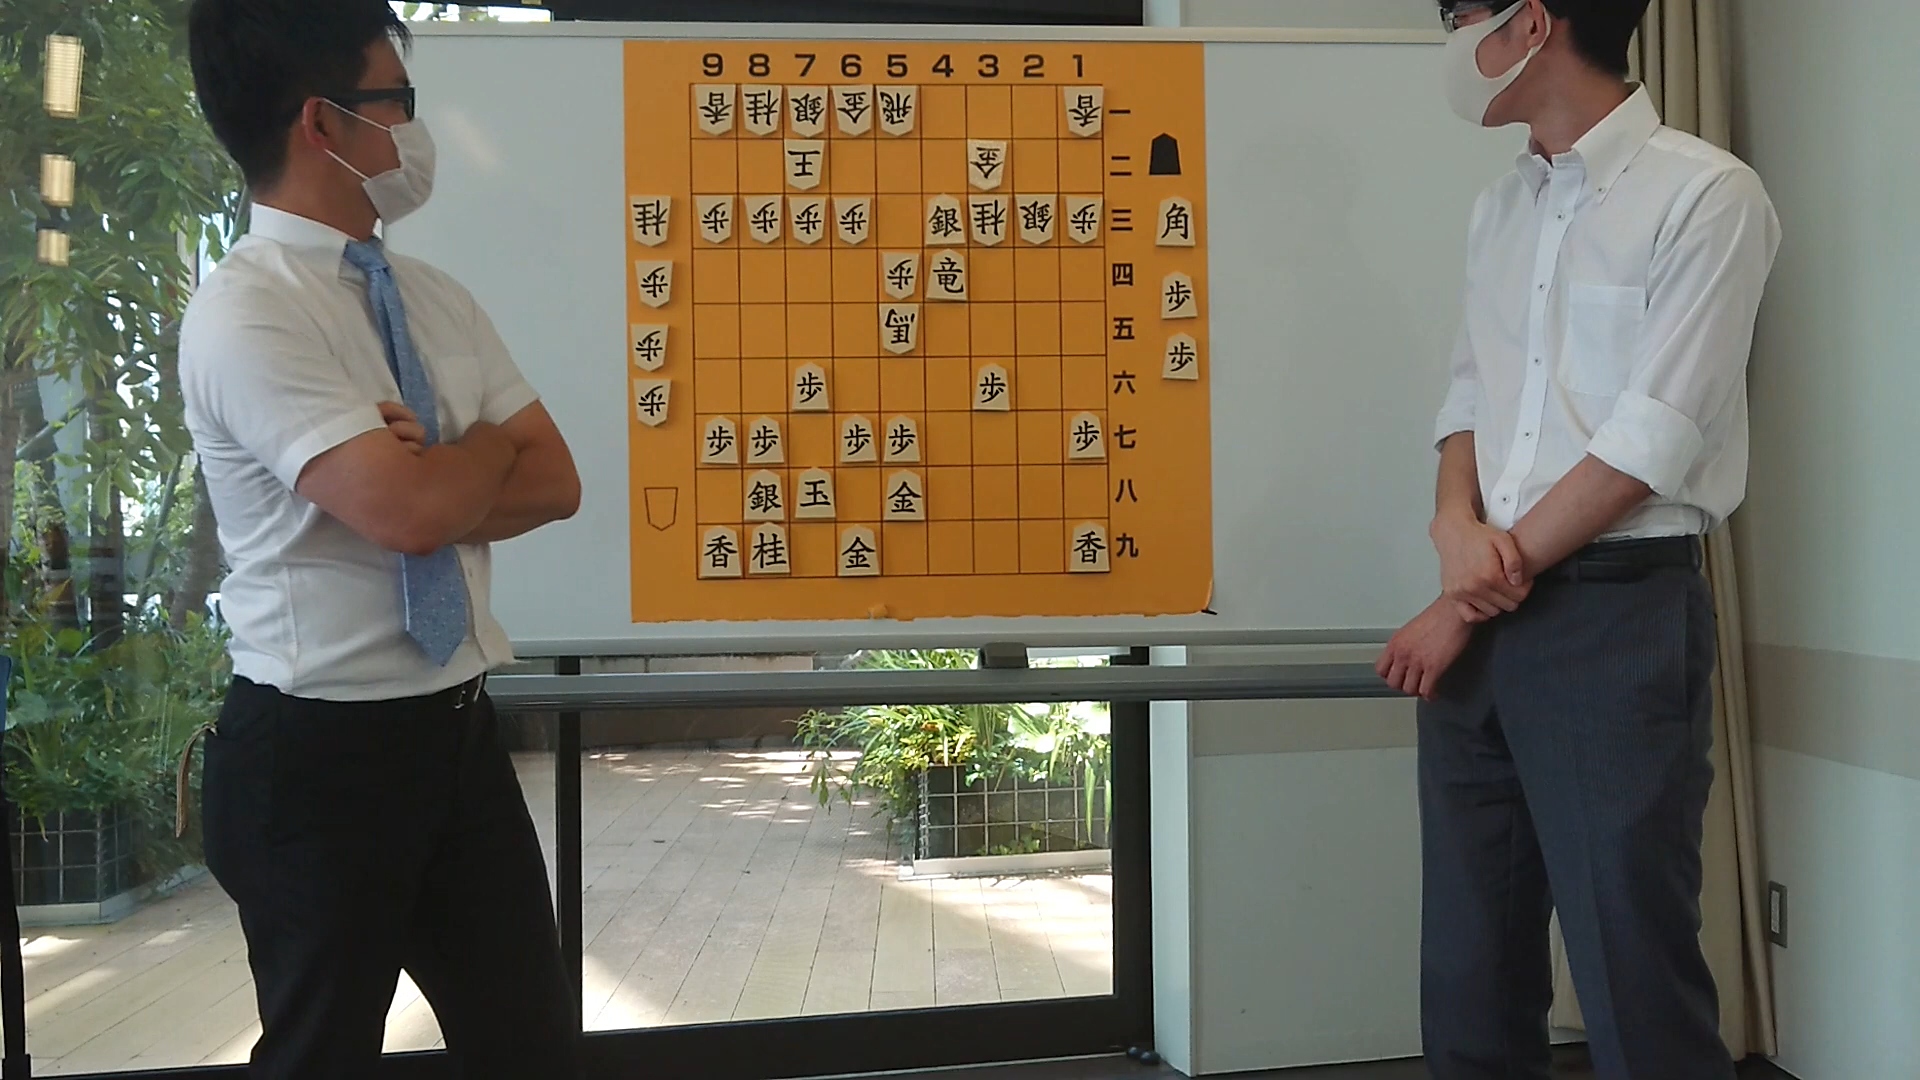 9 8 7 6 5 4 3 2 1
香 桂 銀 金 飛 香 一
王 金 二
桂 歩 歩 歩 歩 銀 桂 銀 歩 三 角
歩 歩 竜 四 歩
歩 馬 五 歩
歩 歩 歩 六
歩 歩 歩 歩 歩 七
銀 玉 金 八
香 桂 金 香 九